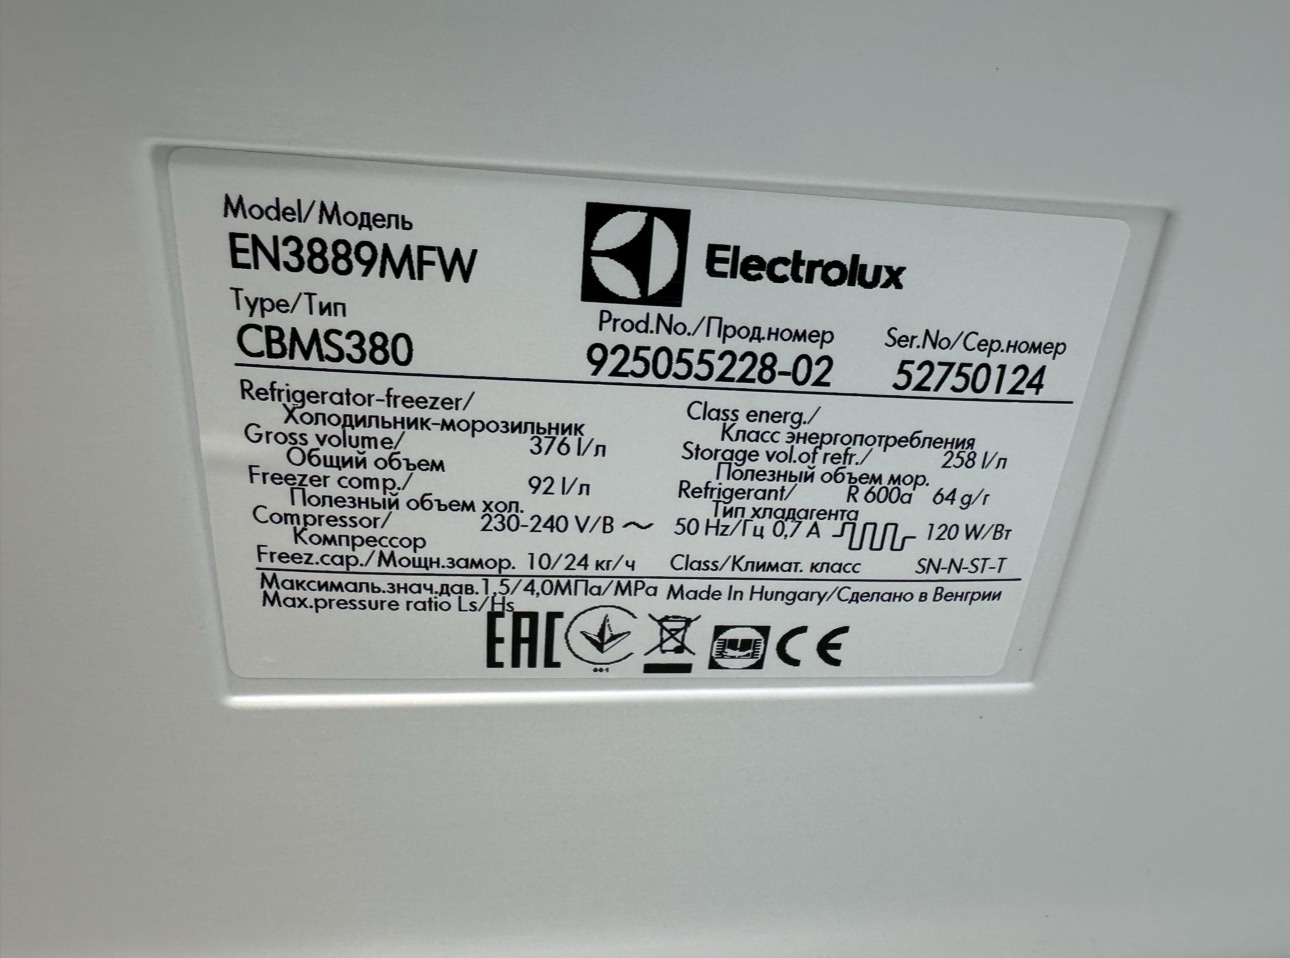 Model/Модель
EN3889MFW
Electrolux
Type/Тип
CBMS380
Prod.No./Прод.номер
925055228-02
Ser.No/Сер.номер
52750124
Refrigerator-freezer/
Холодильник-морозильник
Gross volume/ 376 l/л
Общий объем
Freezer comp./ 92 l/л
Полезный объем хол.
Compressor/ 230-240 V/В ~ 50 Hz/Гц 0,7 A 120 W/Вт
Компрессор
Freez.cap./Мощн.замор. 10/24 кг/ч
Class energ./
Класс энергопотребления
Storage vol.of refr./ 258 l/л
Полезный объем мор.
Refrigerant/ R 600a 64 g/г
Тип хладагента
Class/Климат. класс SN-N-ST-T
Максималь.знач.дав. 1,5/4,0МПа/MPa
Max.pressure ratio Ls/Hs
Made In Hungary/Сделано в Венгрии
EAC
CE